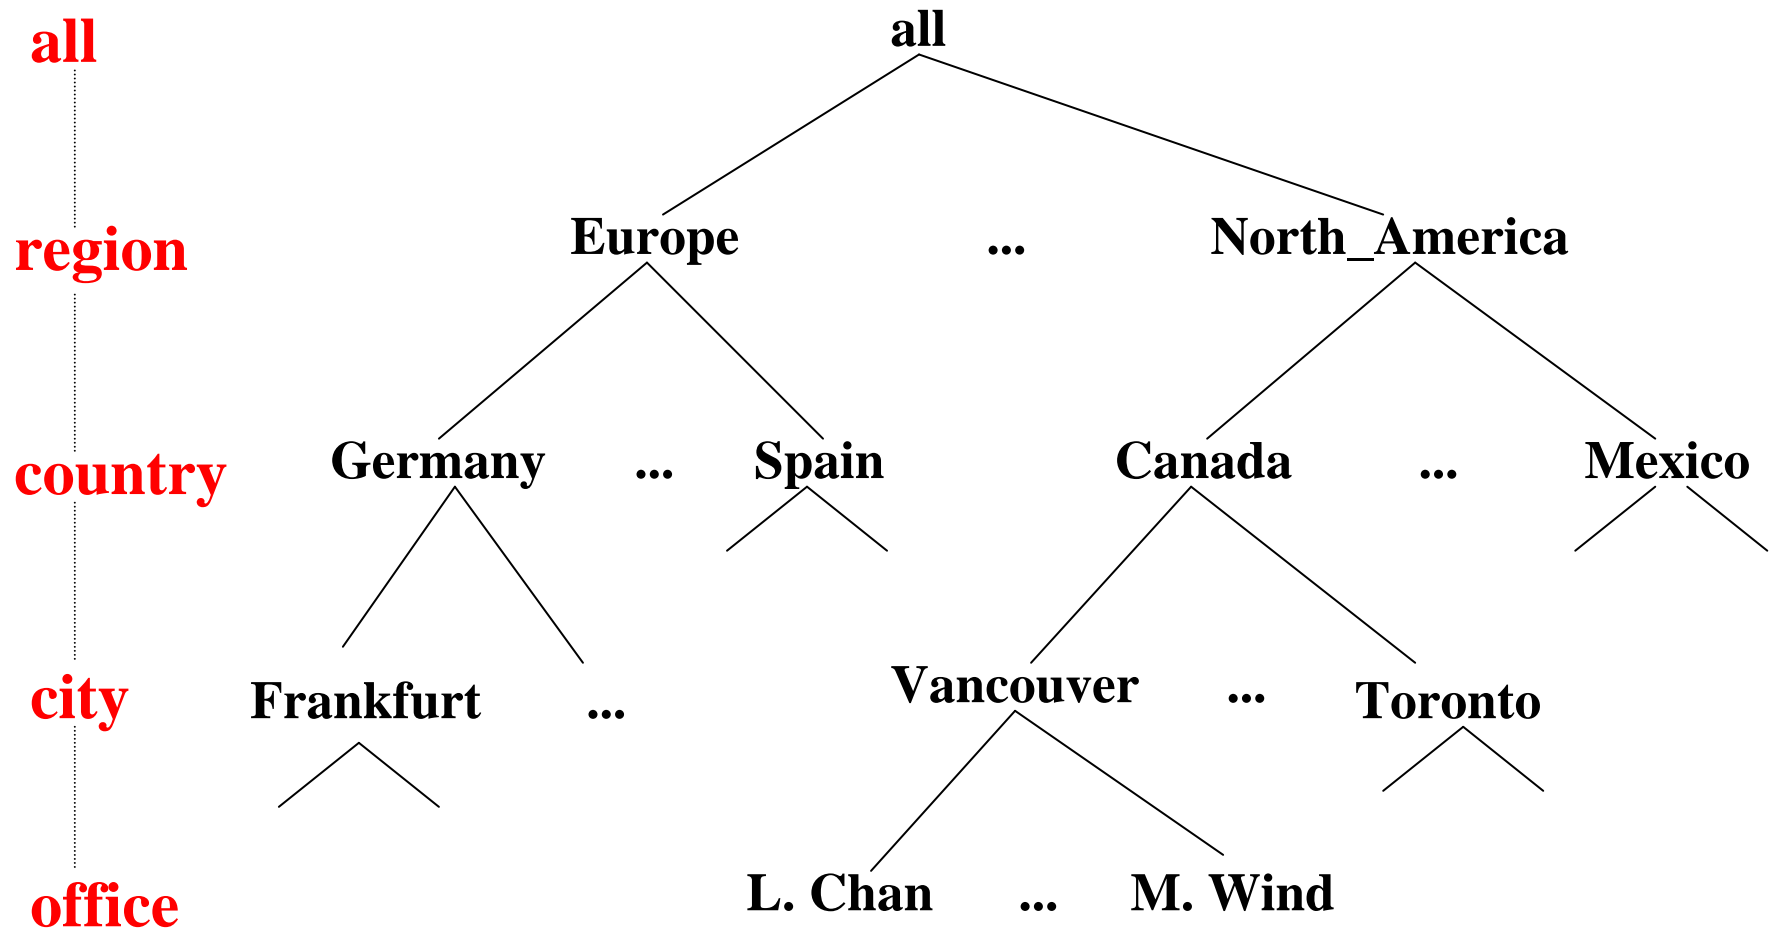 all all
region Europe ... North_America
country Germany ... Spain Canada ... Mexico
city Frankfurt ... Vancouver ... Toronto
office L. Chan ... M. Wind